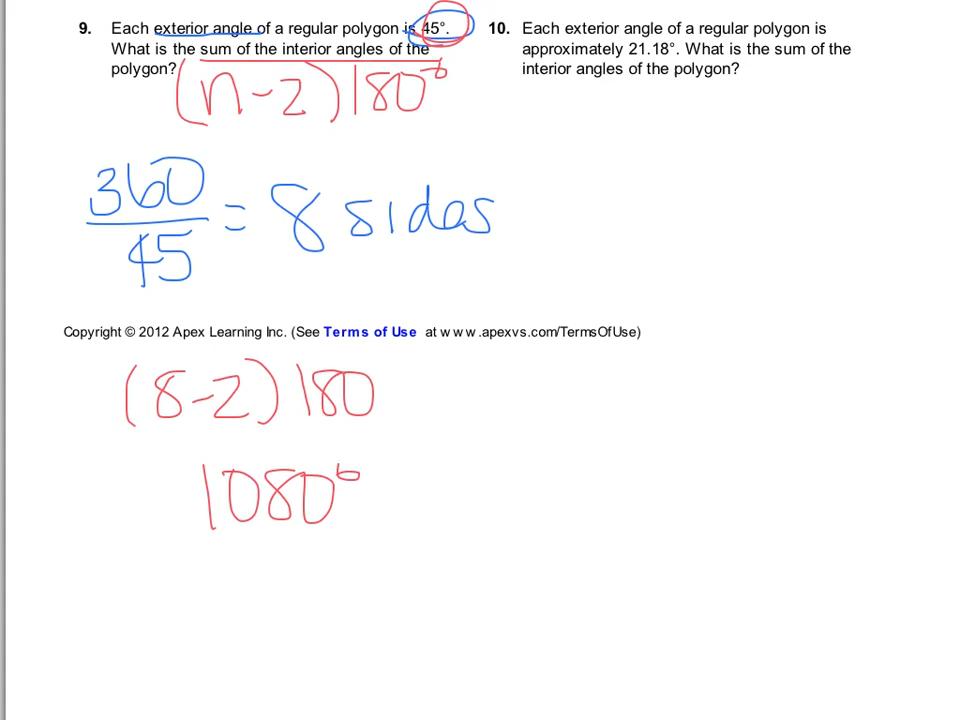 9. Each exterior angle of a regular polygon is 45°.
What is the sum of the interior angles of the
polygon?
(n-2)180°
360
45
= 8 sides
10. Each exterior angle of a regular polygon is
approximately 21.18°. What is the sum of the
interior angles of the polygon?
Copyright © 2012 Apex Learning Inc. (See Terms of Use at w w w .apexvs.com/TermsOfUse)
(8-2)180
1080°